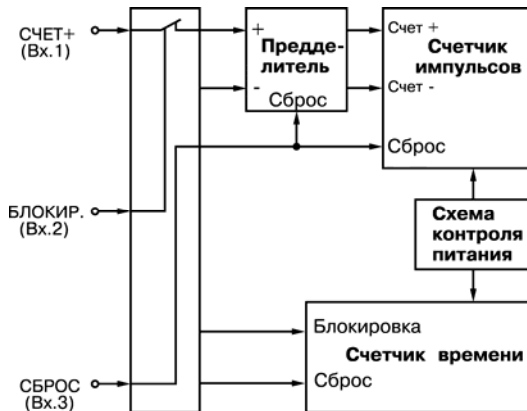 СЧЕТ+
(Вх.1)
БЛОКИР.
(Вх.2)
СБРОС
(Вх.3)
+
Предде-
литель
-
Сброс
Счет +
Счетчик
импульсов
Счет -
Сброс
Схема
контроля
питания
Блокировка
Счетчик времени
Сброс